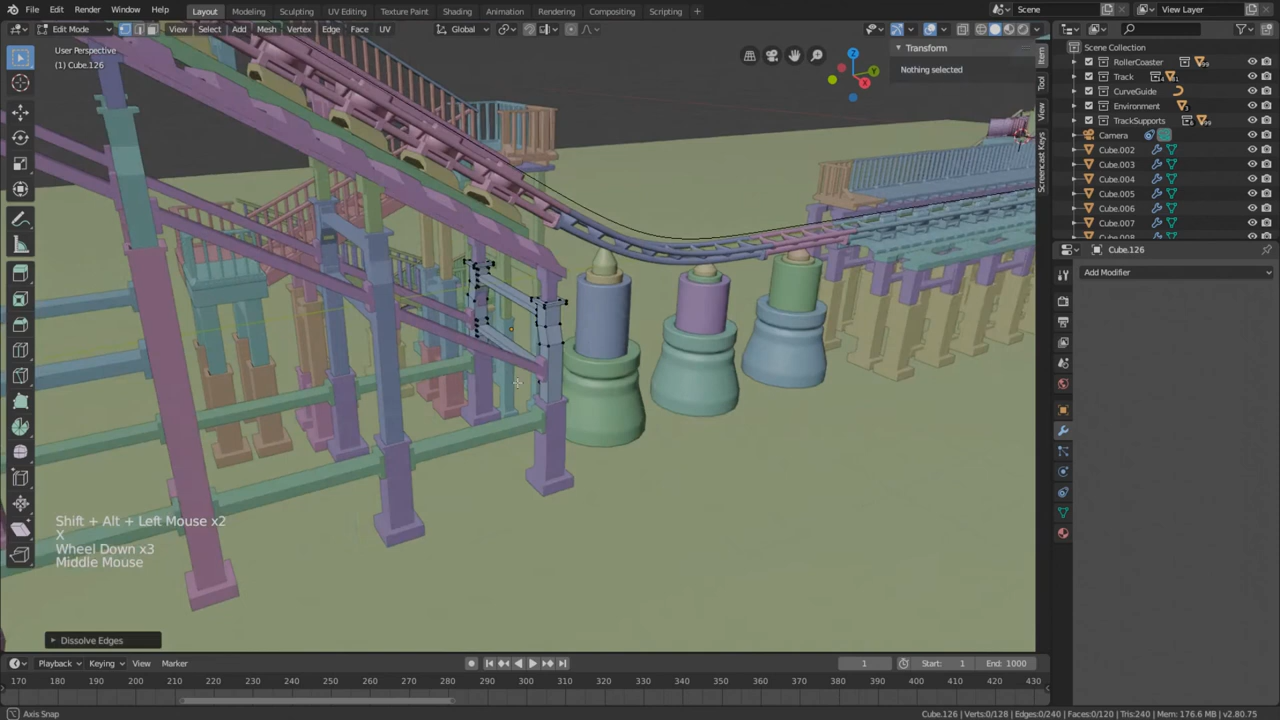 File Edit Render Window Help Layout Modeling Sculpting UV Editing Texture Paint Shading Animation Rendering Compositing Scripting Scene View Layer
Edit Mode View Select Add Mesh Vertex Edge Face UV Global
User Perspective
(1) Cube.126
Transform
Nothing selected
Item
Tool
View
Screencast Keys
Scene Collection
RollerCoaster
Track
CurveGuide
Environment
TrackSupports
Camera
Cube.002
Cube.003
Cube.004
Cube.005
Cube.006
Cube.007
Cube.126
Add Modifier
Shift + Alt + Left Mouse x2
X
Wheel Down x3
Middle Mouse
Dissolve Edges
Playback Keying View Marker 1 Start: 1 End: 1000
170 180 190 200 210 220 230 240 250 260 270 280 290 300 310 320 330 340 350 360 370 380 390 400 410 420 430
Axis Snap Cube.126 | Verts:0/128 | Edges:0/240 | Faces:0/120 | Tris:240 | Mem: 176.6 MB | v2.80.75